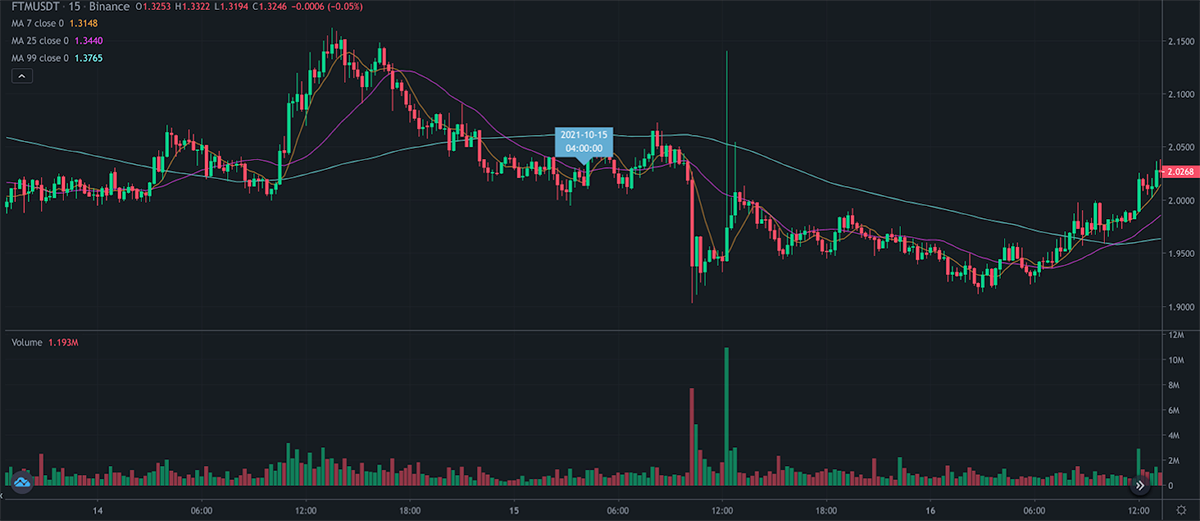 FTMUSDT · 15 · Binance O1.3253 H1.3322 L1.3194 C1.3246 -0.0006 (-0.05%)
MA 7 close 0 1.3148
MA 25 close 0 1.3440
MA 99 close 0 1.3765
2.1500
2.1000
2021-10-15
04:00:00
2.0500
2.0268
2.0000
1.9500
1.9000
Volume 1.193M
12M
10M
8M
6M
4M
2M
0
14 06:00 12:00 18:00 15 06:00 12:00 18:00 16 06:00 12:00